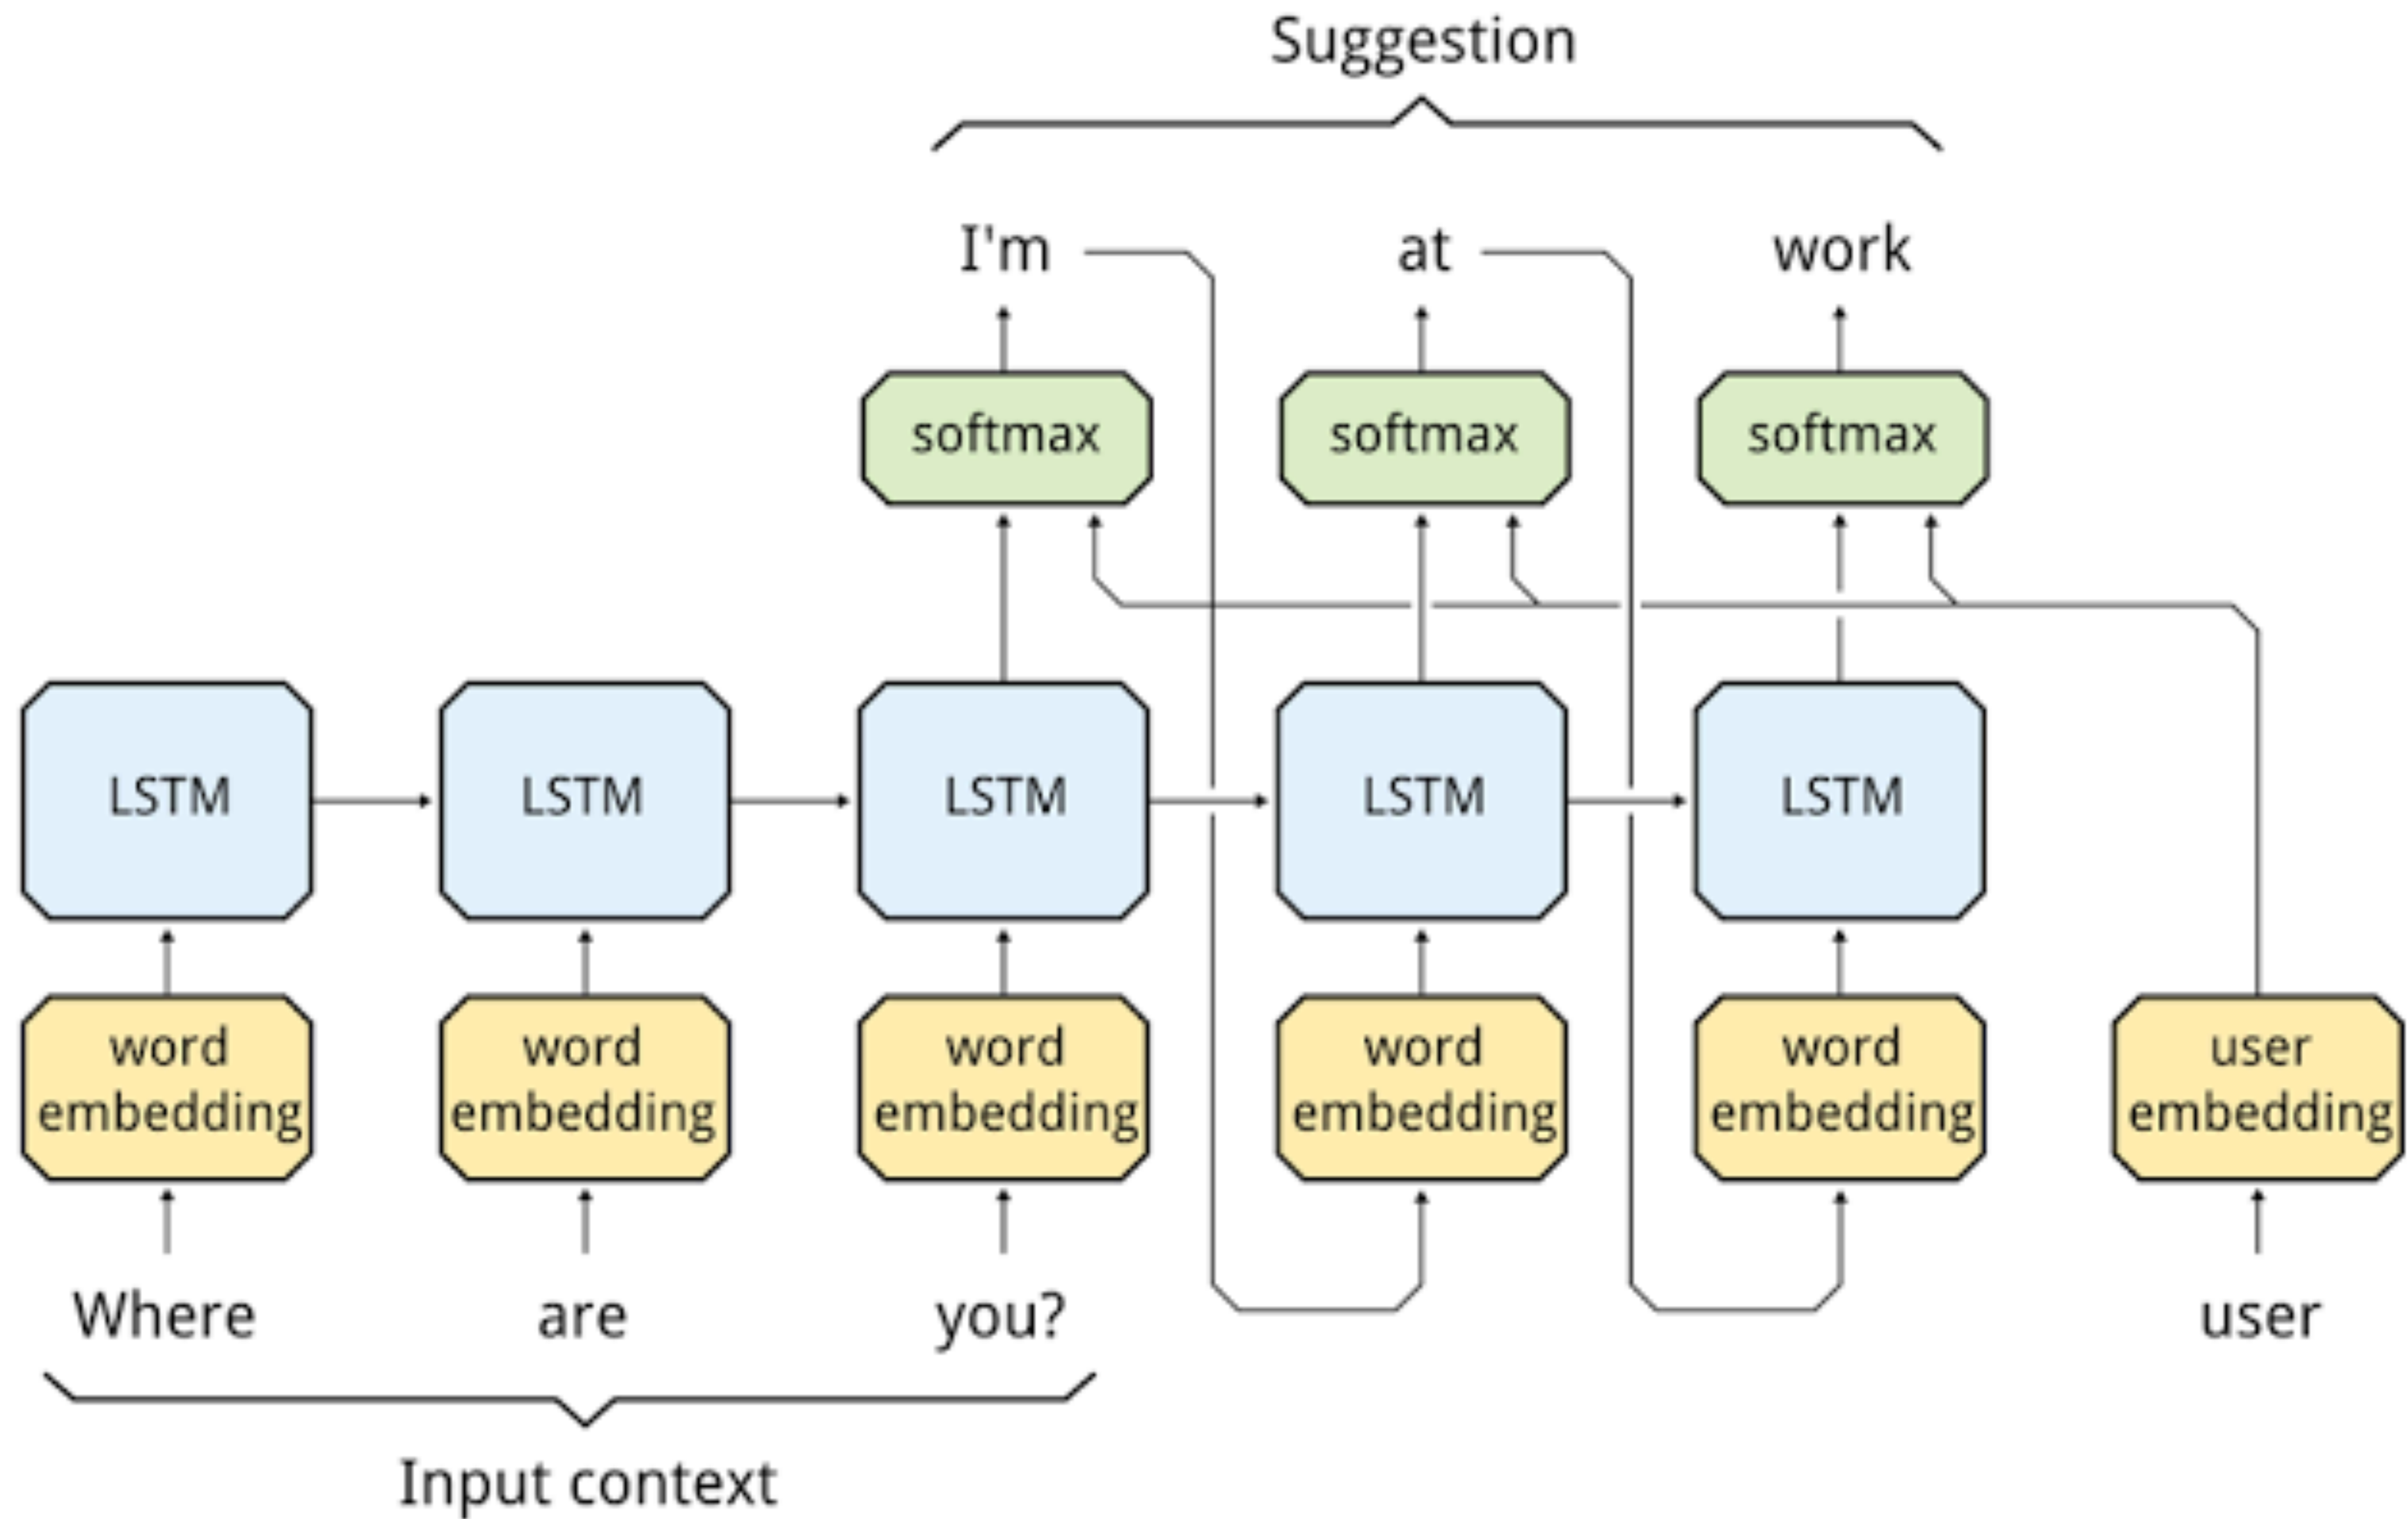 Suggestion
I'm at work
softmax softmax softmax
LSTM LSTM LSTM LSTM LSTM
word embedding
word embedding
word embedding
word embedding
word embedding
user embedding
Where are you? user
Input context